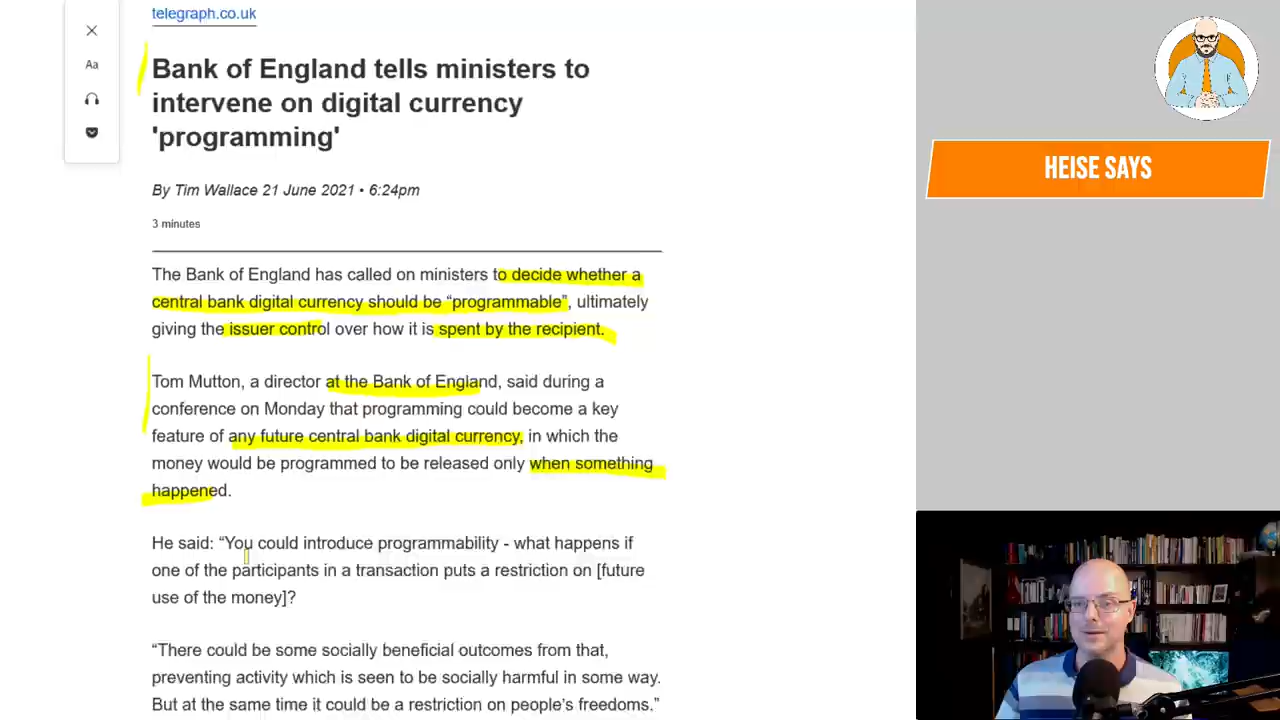 telegraph.co.uk
Bank of England tells ministers to
intervene on digital currency
'programming'
By Tim Wallace 21 June 2021 • 6:24pm
3 minutes
The Bank of England has called on ministers to decide whether a
central bank digital currency should be “programmable”, ultimately
giving the issuer control over how it is spent by the recipient.
Tom Mutton, a director at the Bank of England, said during a
conference on Monday that programming could become a key
feature of any future central bank digital currency, in which the
money would be programmed to be released only when something
happened.
He said: “You could introduce programmability - what happens if
one of the participants in a transaction puts a restriction on [future
use of the money]?
“There could be some socially beneficial outcomes from that,
preventing activity which is seen to be socially harmful in some way.
But at the same time it could be a restriction on people’s freedoms.”
Aa
HEISE SAYS